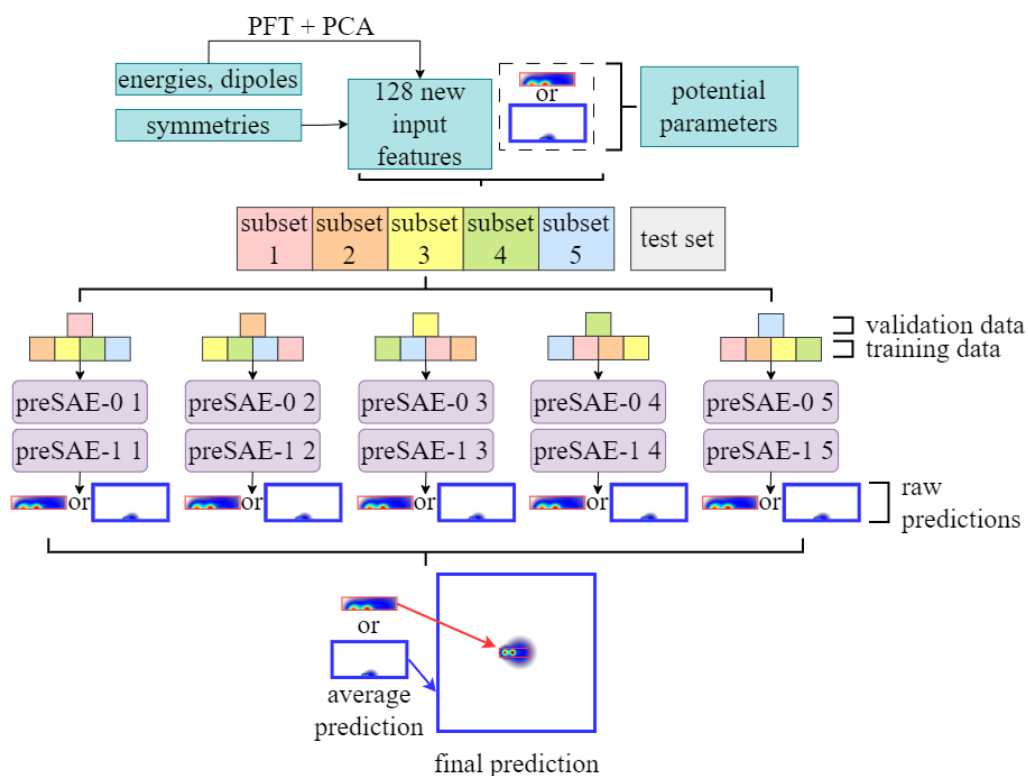 PFT + PCA
energies, dipoles
symmetries
128 new
input
features
or
potential
parameters
subset
1
subset
2
subset
3
subset
4
subset
5
test set
validation data
training data
preSAE-0 1
preSAE-0 2
preSAE-0 3
preSAE-0 4
preSAE-0 5
preSAE-1 1
preSAE-1 2
preSAE-1 3
preSAE-1 4
preSAE-1 5
or
or
or
or
or
raw
predictions
or
average
prediction
final prediction